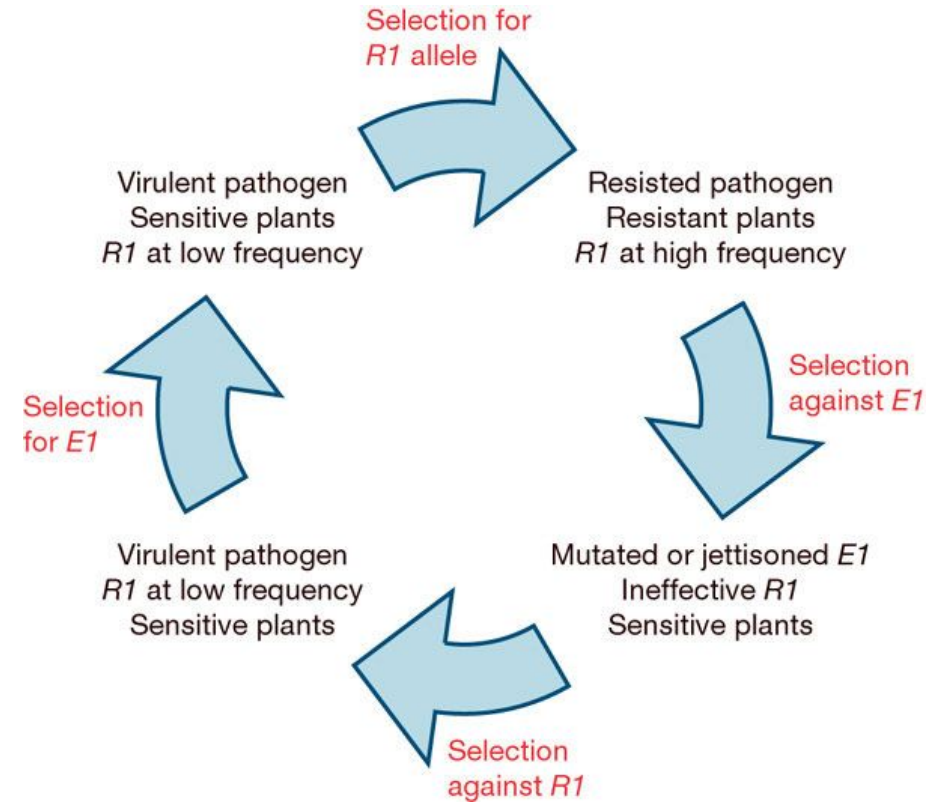 Selection for
R1 allele
Virulent pathogen
Sensitive plants
R1 at low frequency
Resisted pathogen
Resistant plants
R1 at high frequency
Selection
against E1
Mutated or jettisoned E1
Ineffective R1
Sensitive plants
Selection
against R1
Virulent pathogen
R1 at low frequency
Sensitive plants
Selection
for E1